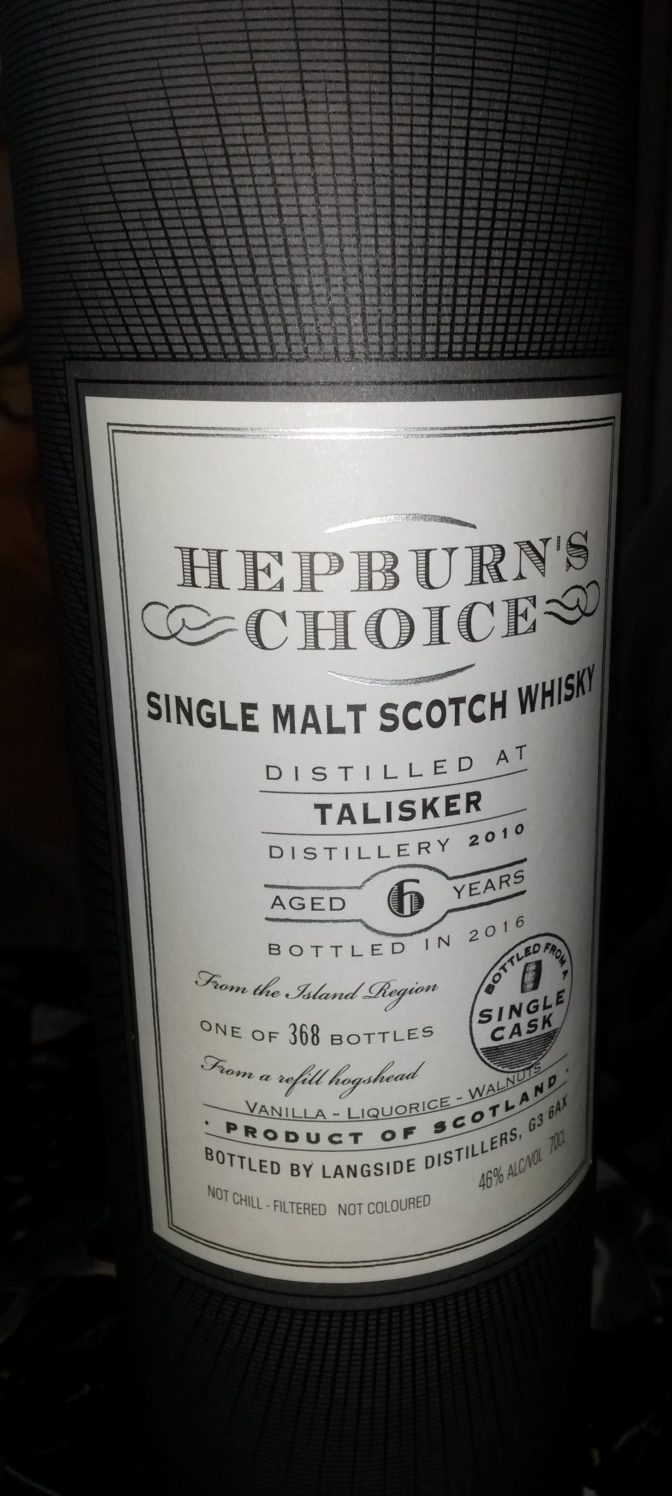 HEPBURN'S
CHOICE
SINGLE MALT SCOTCH WHISKY
DISTILLED AT
TALISKER
DISTILLERY 2010
AGED 6 YEARS
BOTTLED IN 2016
From the Island Region
ONE OF 368 BOTTLES
From a refill hogshead
BOTTLED FROM A
SINGLE
CASK
VANILLA - LIQUORICE - WALNUTS
· PRODUCT OF SCOTLAND ·
BOTTLED BY LANGSIDE DISTILLERS, G3 6AX
NOT CHILL - FILTERED NOT COLOURED 46% ALC/VOL 70CL